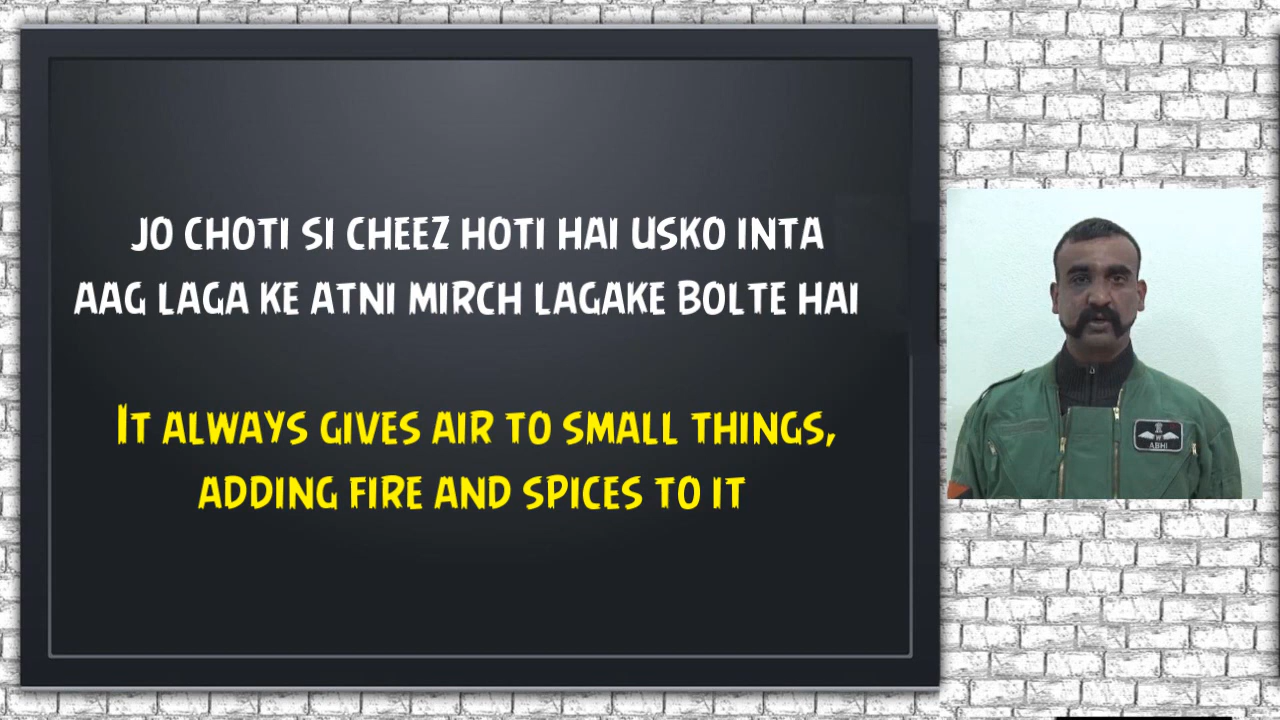 JO CHOTI SI CHEEZ HOTI HAI USKO INTA
AAG LAGA KE ATNI MIRCH LAGAKE BOLTE HAI
IT ALWAYS GIVES AIR TO SMALL THINGS,
ADDING FIRE AND SPICES TO IT
W
ABHI